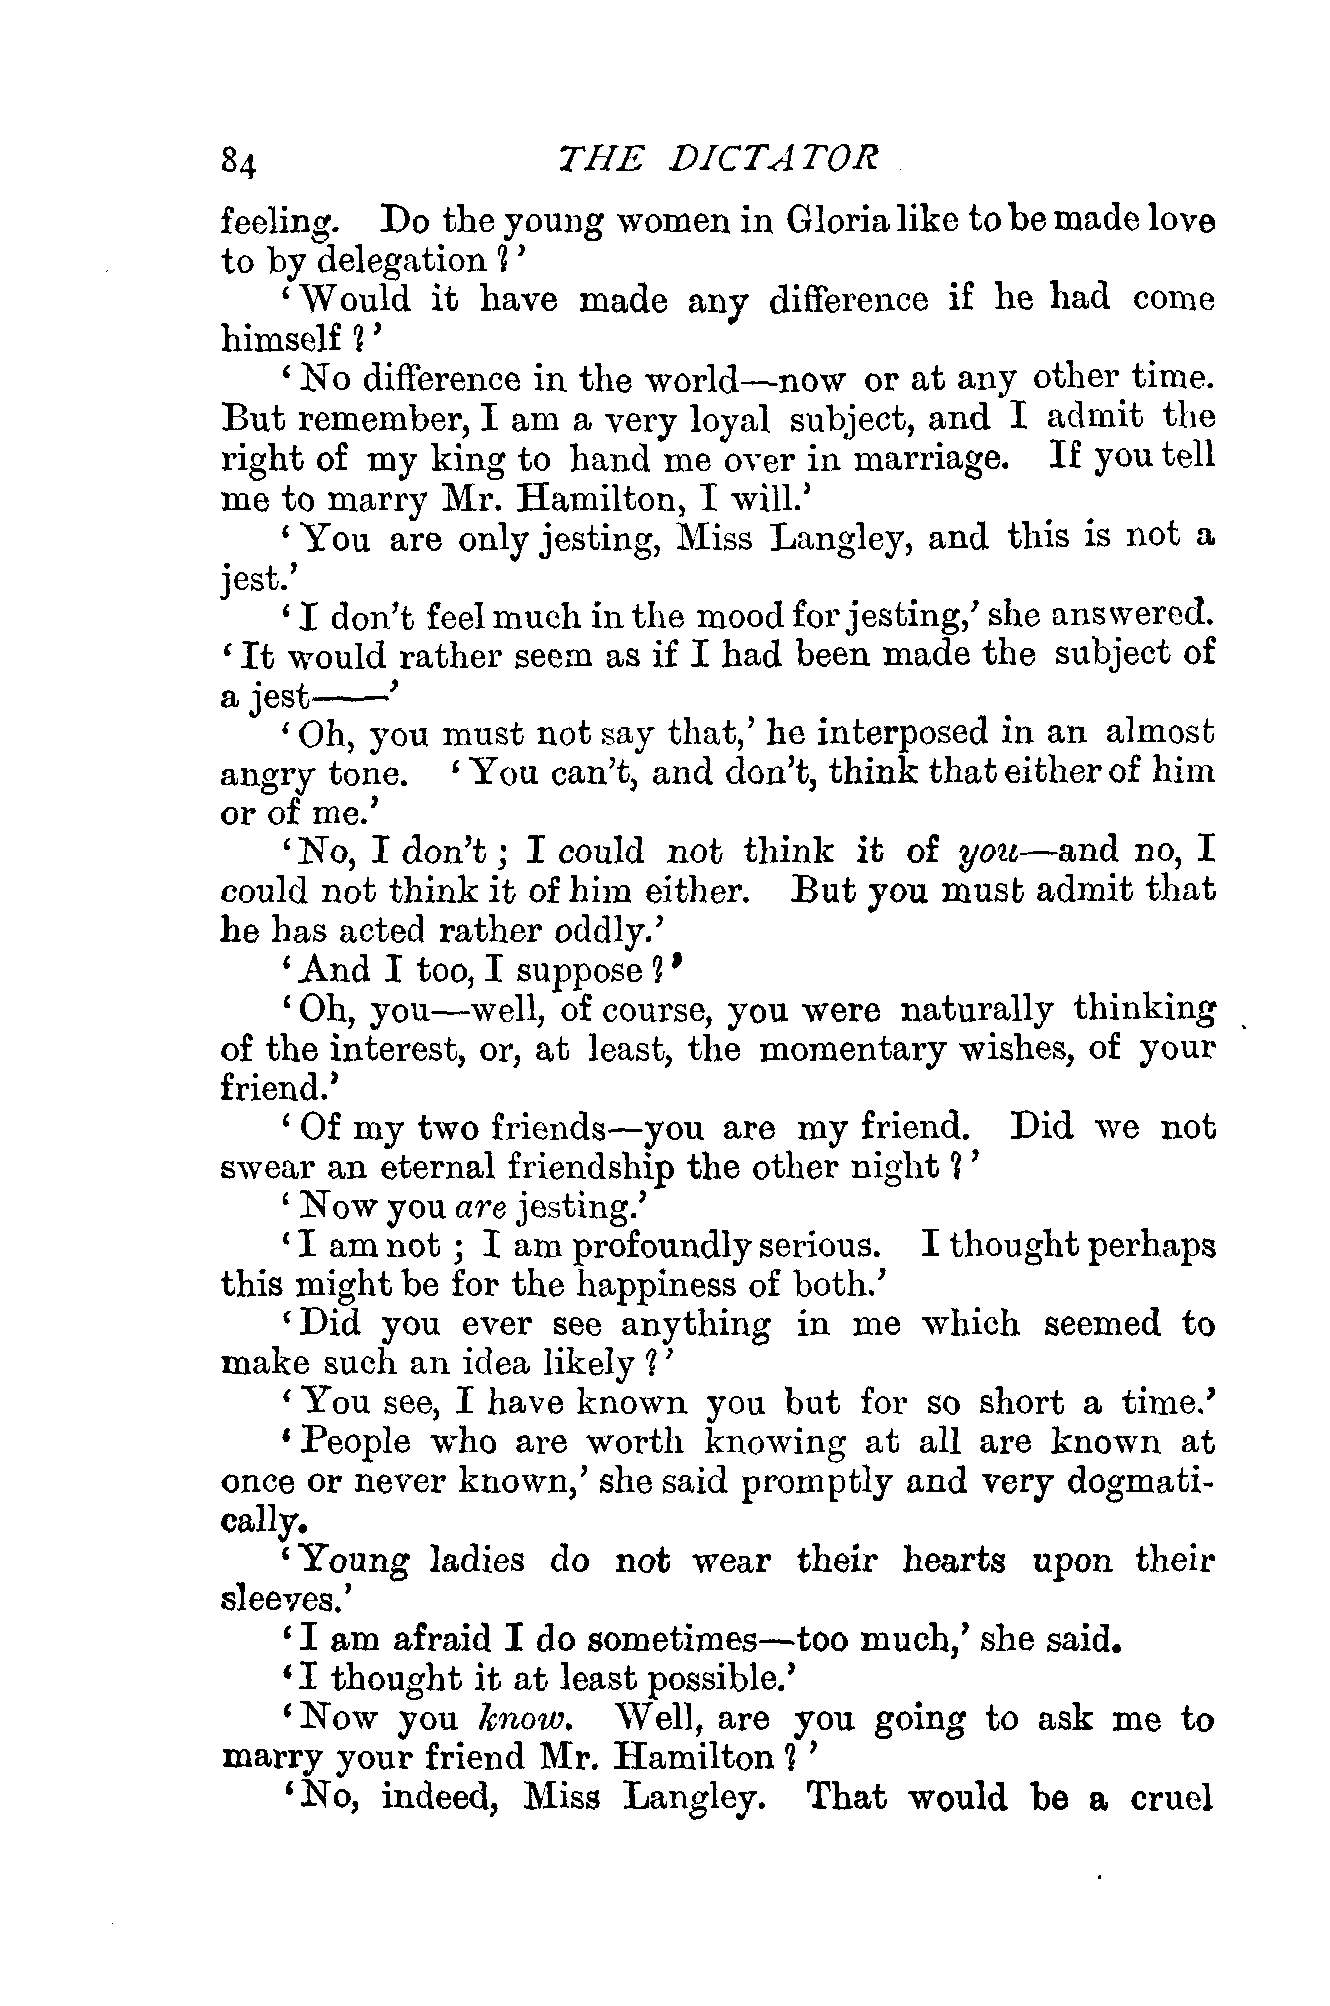 84 THE DICTATOR
feeling. Do the young women in Gloria like to be made love
to by delegation ?'
'Would it have made any difference if he had come
himself ?'
'No difference in the world—now or at any other time.
But remember, I am a very loyal subject, and I admit the
right of my king to hand me over in marriage. If you tell
me to marry Mr. Hamilton, I will.'
'You are only jesting, Miss Langley, and this is not a
jest.'
'I don't feel much in the mood for jesting,' she answered.
'It would rather seem as if I had been made the subject of
a jest——'
'Oh, you must not say that,' he interposed in an almost
angry tone. 'You can't, and don't, think that either of him
or of me.'
'No, I don't ; I could not think it of you—and no, I
could not think it of him either. But you must admit that
he has acted rather oddly.'
'And I too, I suppose ?'
'Oh, you—well, of course, you were naturally thinking
of the interest, or, at least, the momentary wishes, of your
friend.'
'Of my two friends—you are my friend. Did we not
swear an eternal friendship the other night ?'
'Now you are jesting.'
'I am not ; I am profoundly serious. I thought perhaps
this might be for the happiness of both.'
'Did you ever see anything in me which seemed to
make such an idea likely ?'
'You see, I have known you but for so short a time.'
'People who are worth knowing at all are known at
once or never known,' she said promptly and very dogmati-
cally.
'Young ladies do not wear their hearts upon their
sleeves.'
'I am afraid I do sometimes—too much,' she said.
'I thought it at least possible.'
'Now you know. Well, are you going to ask me to
marry your friend Mr. Hamilton ?'
'No, indeed, Miss Langley. That would be a cruel